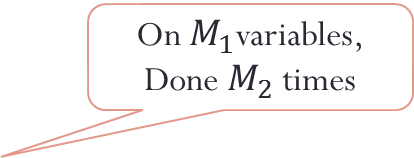 On M₁ variables,
Done M₂ times